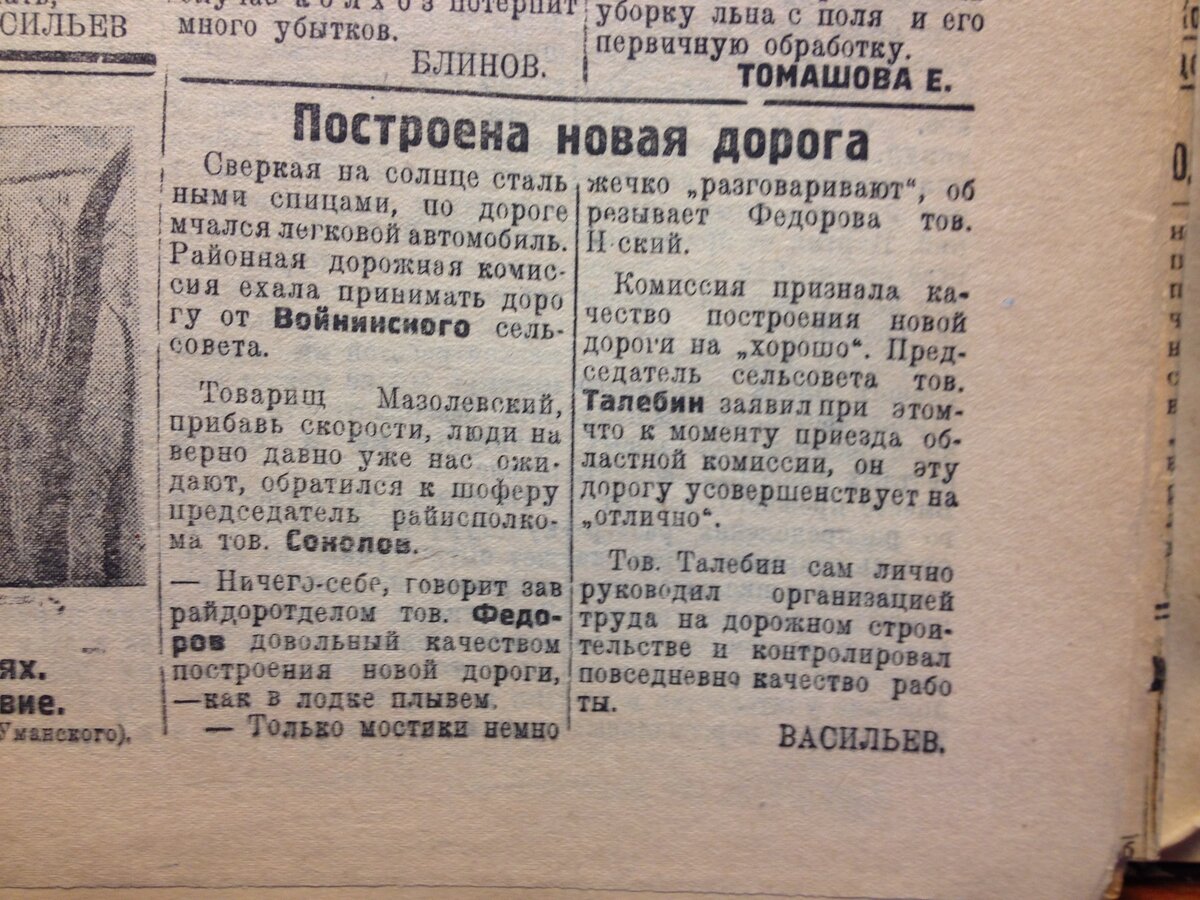 СИЛЬЕВ
ях.
вие.
Уманского).
потерпит
много убытков.
БЛИНОВ.
уборку льна с поля и его
первичную обработку.
ТОМАШОВА Е.
Построена новая дорога
Сверкая на солнце сталь
ными спицами, по дороге
мчался легковой автомобиль.
Районная дорожная комис-
сия ехала принимать доро
гу от Войнинского сель-
совета.
Товарищ Мазолевский,
прибавь скорости, люди на
верно давно уже нас ожи-
дают, обратился к шоферу
председатель райисполко-
ма тов. Соколов.
— Ничего-себе, говорит зав
райдоротделом тов. Федо-
ров довольный качеством
построения новой дороги,
—как в лодке плывем.
— Только мостики немно
жечко „разговаривают“, об
резывает Федорова тов.
Н-ский.
Комиссия признала ка-
чество построения новой
дороги на „хорошо“. Пред-
седатель сельсовета тов.
Талебин заявил при этом-
что к моменту приезда об-
ластной комиссии, он эту
дорогу усовершенствует на
„отлично“.
Тов. Талебин сам лично
руководил организацией
труда на дорожном строи-
тельстве и контролировал
повседневно качество рабо
ты.
ВАСИЛЬЕВ.